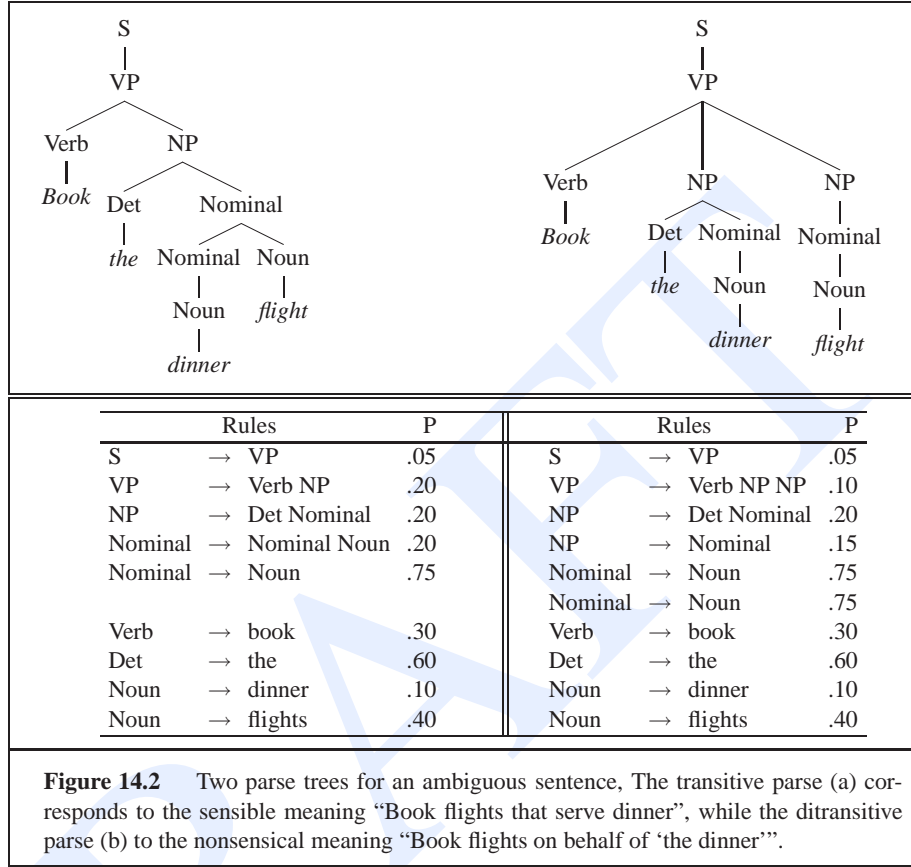 S
VP
Verb NP
Book Det Nominal
the Nominal Noun
Noun flight
dinner
S
VP
Verb NP NP
Book Det Nominal Nominal
the Noun Noun
dinner flight
Rules P
S → VP .05
VP → Verb NP .20
NP → Det Nominal .20
Nominal → Nominal Noun .20
Nominal → Noun .75
Verb → book .30
Det → the .60
Noun → dinner .10
Noun → flights .40
Rules P
S → VP .05
VP → Verb NP NP .10
NP → Det Nominal .20
NP → Nominal .15
Nominal → Noun .75
Nominal → Noun .75
Verb → book .30
Det → the .60
Noun → dinner .10
Noun → flights .40
Figure 14.2 Two parse trees for an ambiguous sentence, The transitive parse (a) cor-
responds to the sensible meaning “Book flights that serve dinner”, while the ditransitive
parse (b) to the nonsensical meaning “Book flights on behalf of ‘the dinner’”.
DRAFT